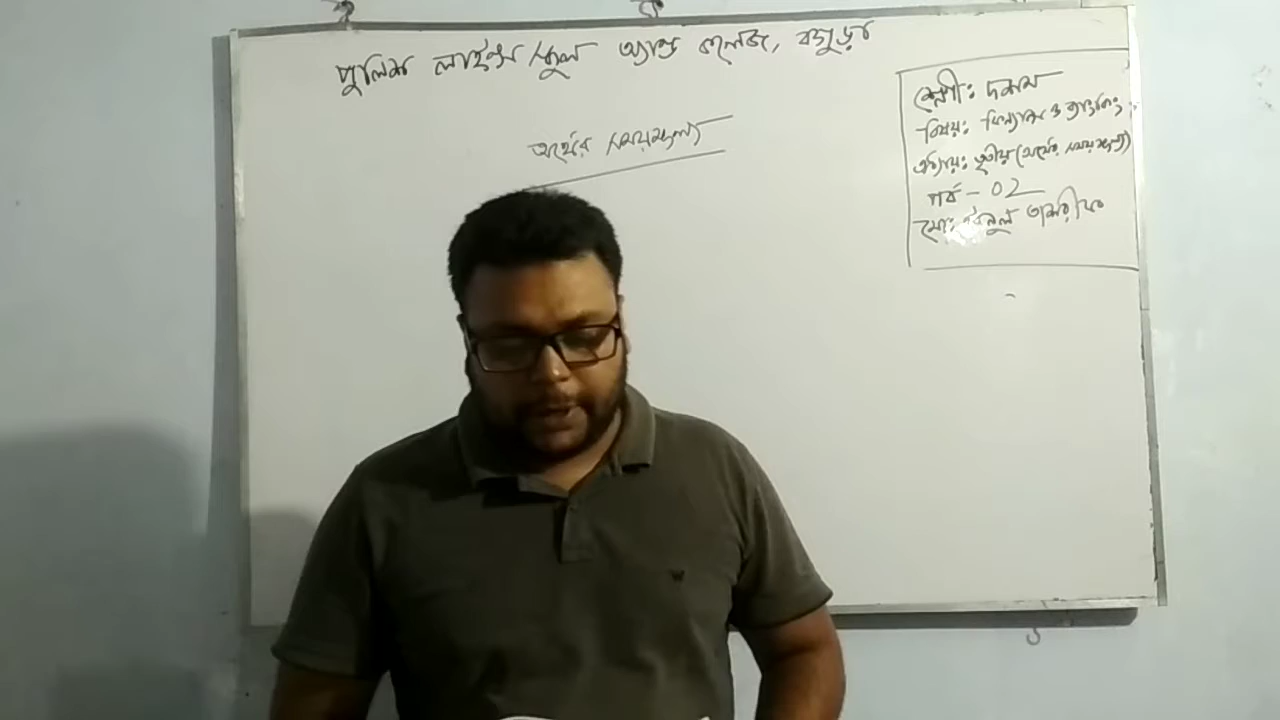 পুলিশ লাইন্স স্কুল অ্যান্ড কলেজ, বগুড়া
অর্থের সময়মূল্য
শ্রেণী: দশম
বিষয়: ফিন্যান্স ও ব্যাংকিং
অধ্যায়: তৃতীয় (অর্থের সময়মূল্য)
পর্ব - 02
মো:
W